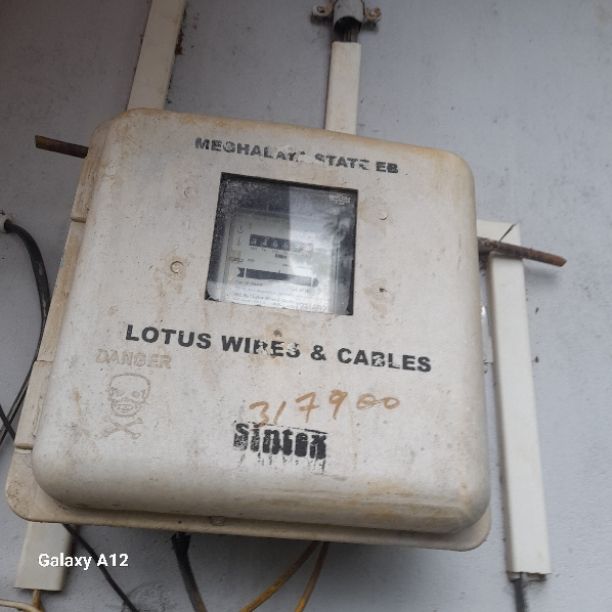 MEGHALAYA STATE EB
LOTUS WIRES & CABLES
DANGER
317900
Sintex
Galaxy A12